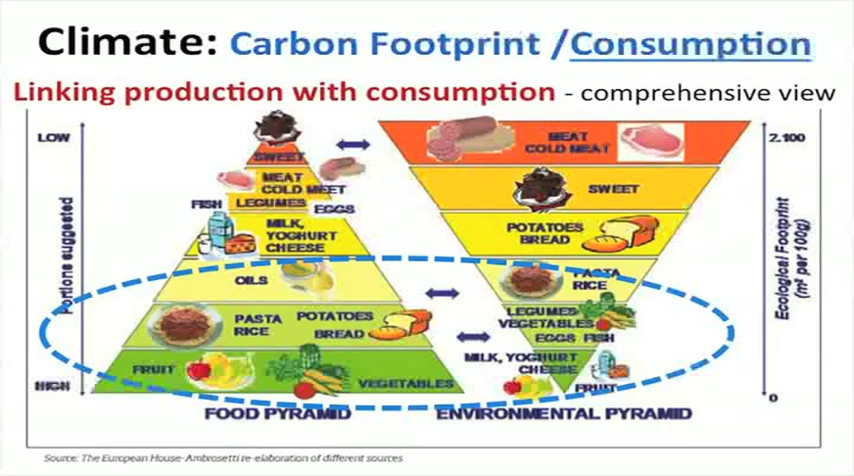 Climate: Carbon Footprint /Consumption
Linking production with consumption - comprehensive view
LOW
Portions suggested
HIGH
SWEET
MEAT
COLD MEET
FISH LEGUMES EGGS
MILK,
YOGHURT
CHEESE
OILS
PASTA
RICE
POTATOES
BREAD
FRUIT
VEGETABLES
FOOD PYRAMID
MEAT
COLD MEAT
SWEET
POTATOES
BREAD
PASTA
RICE
LEGUMES
VEGETABLES
EGGS FISH
MILK, YOGHURT
CHEESE
FRUIT
ENVIRONMENTAL PYRAMID
2.100
Ecological Footprint
(m² per 100g)
0
Source: The European House-Ambrosetti re-elaboration of different sources